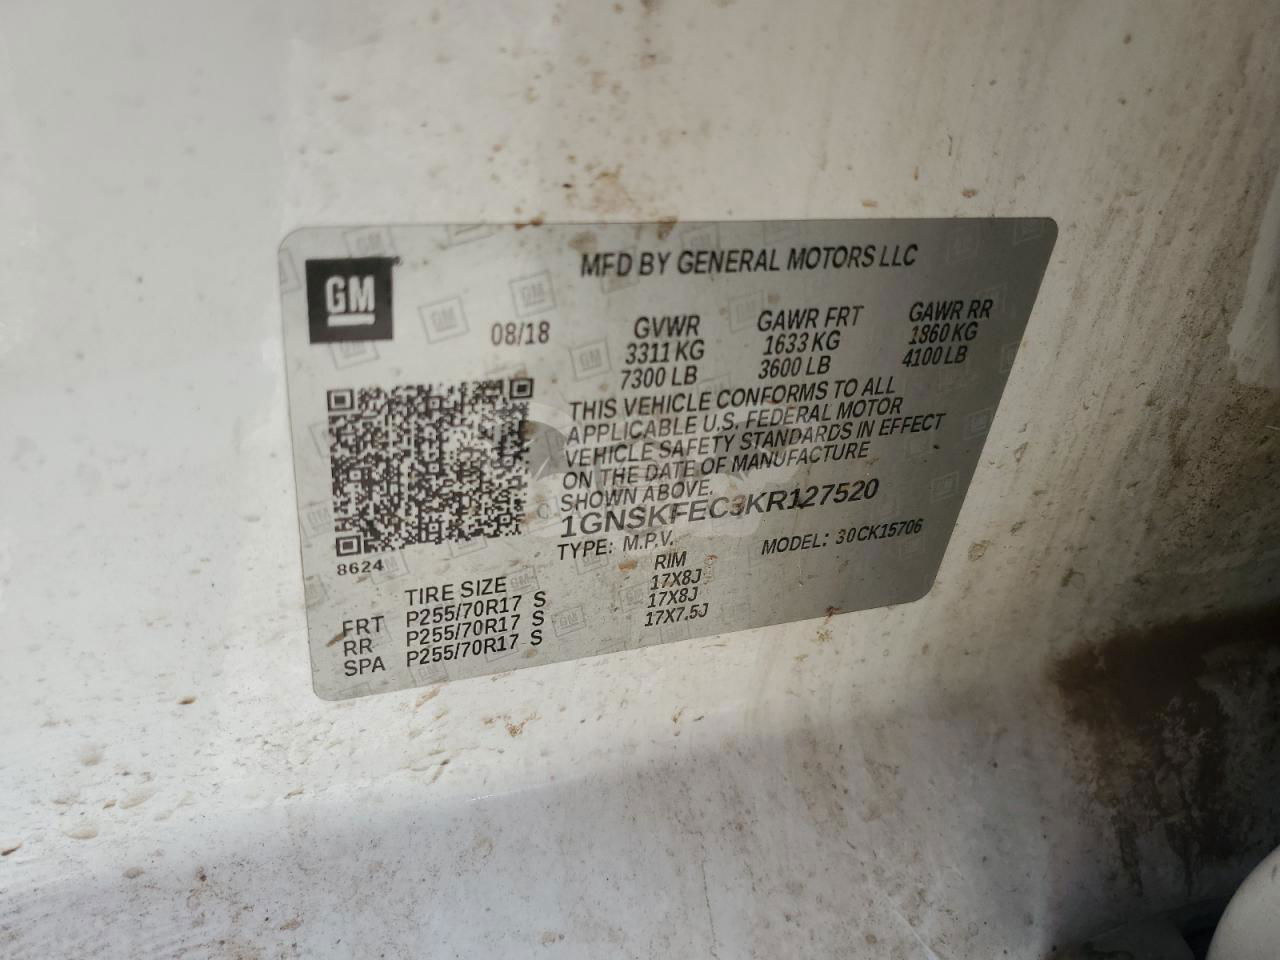 GM
MFD BY GENERAL MOTORS LLC
08/18
GVWR GAWR FRT GAWR RR
3311 KG 1633 KG 1860 KG
7300 LB 3600 LB 4100 LB
THIS VEHICLE CONFORMS TO ALL
APPLICABLE U.S. FEDERAL MOTOR
VEHICLE SAFETY STANDARDS IN EFFECT
ON THE DATE OF MANUFACTURE
SHOWN ABOVE.
1GNSKFEC3KR127520
TYPE: M.P.V. MODEL: 30CK15706
8624
TIRE SIZE RIM
FRT P255/70R17 S 17X8J
RR P255/70R17 S 17X8J
SPA P255/70R17 S 17X7.5J